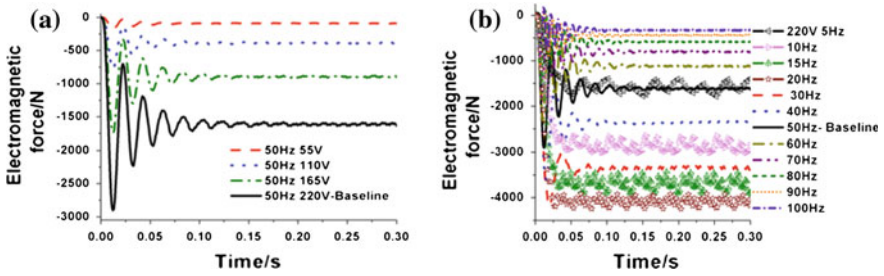 (a)
Electromagnetic
force/N
0
-500
-1000
-1500
-2000
-2500
-3000
50Hz 55V
50Hz 110V
50Hz 165V
50Hz 220V-Baseline
0.00 0.05 0.10 0.15 0.20 0.25 0.30
Time/s
(b)
Electromagnetic
force/N
0
-1000
-2000
-3000
-4000
0.00 0.05 0.10 0.15 0.20 0.25 0.30
Time/s
220V 5Hz
10Hz
15Hz
20Hz
30Hz
40Hz
50Hz- Baseline
60Hz
70Hz
80Hz
90Hz
100Hz